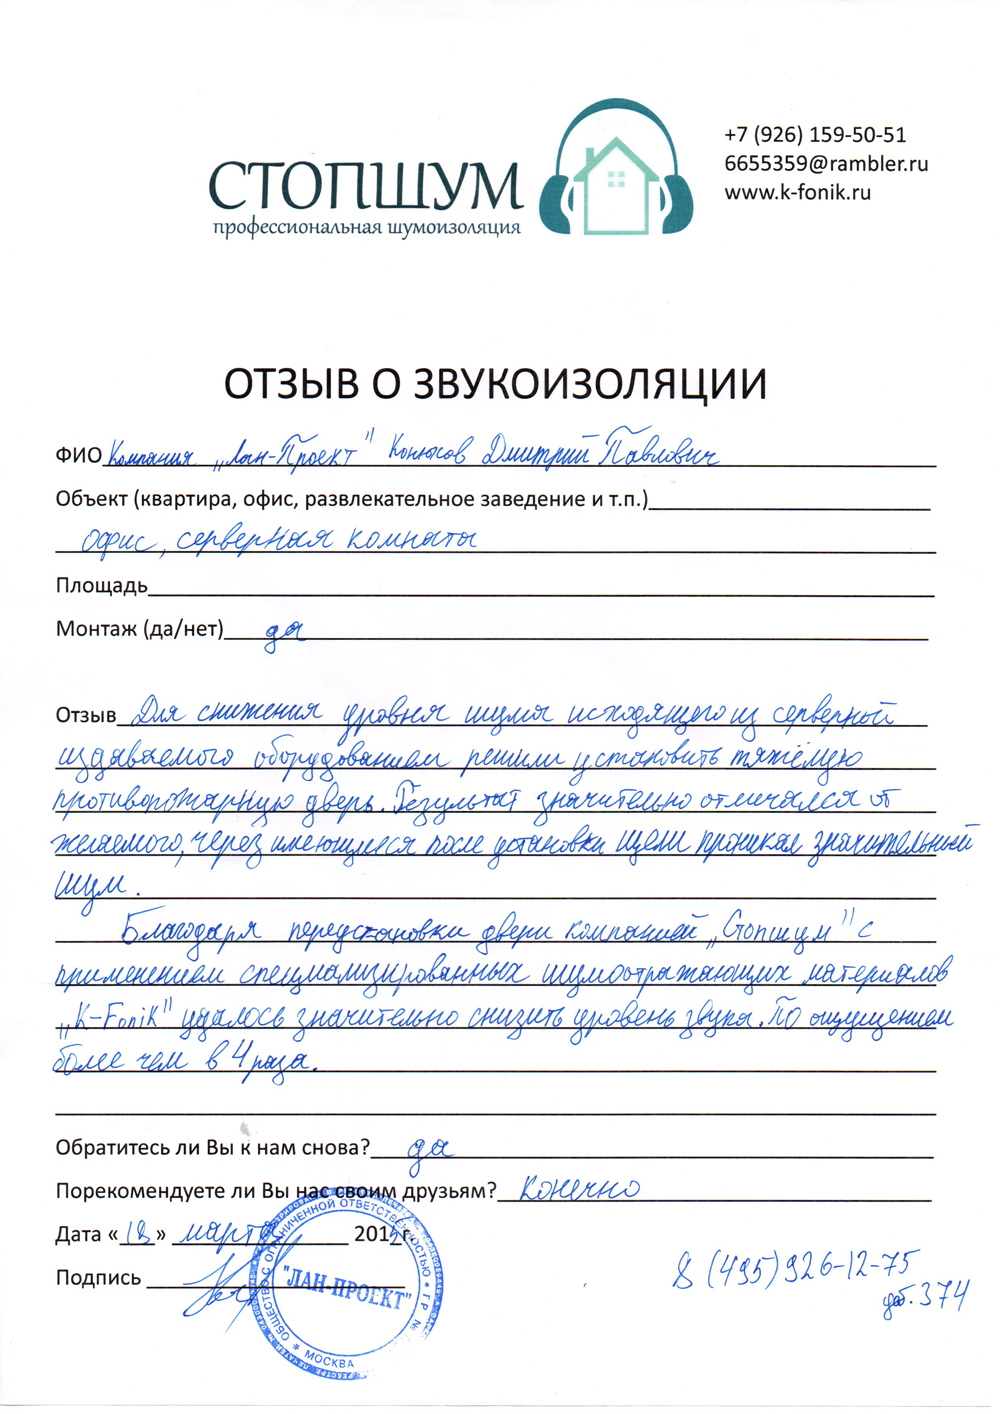 СТОПШУМ
профессиональная шумоизоляция
+7 (926) 159-50-51
6655359@rambler.ru
www.k-fonik.ru
ОТЗЫВ О ЗВУКОИЗОЛЯЦИИ
ФИО Компания „Лан-Проект" Конюсов Дмитрий Павлович
Объект (квартира, офис, развлекательное заведение и т.п.)
офис, серверная комната
Площадь
Монтаж (да/нет) да
Отзыв Для снижения уровня шума исходящего из серверной
издаваемого оборудованием решили установить тяжёлую
противопожарную дверь. Результат значительно отличался от
желаемого, через имеющиеся после установки щели проникал значительный
шум.
Благодаря перестановки двери компанией „Стопшум" с
применением специализированных шумоотражающих материалов
„K-Fonik" удалось значительно снизить уровень звука. По ощущениям
более чем в 4 раза.
Обратитесь ли Вы к нам снова? да
Порекомендуете ли Вы нас своим друзьям? конечно
Дата «18» марта 2015г.
Подпись
ОБЩЕСТВО С ОГРАНИЧЕННОЙ ОТВЕТСТВЕННОСТЬЮ * Г.Р. №
"ЛАН-ПРОЕКТ"
* МОСКВА
8 (495) 926-12-75
доб. 374